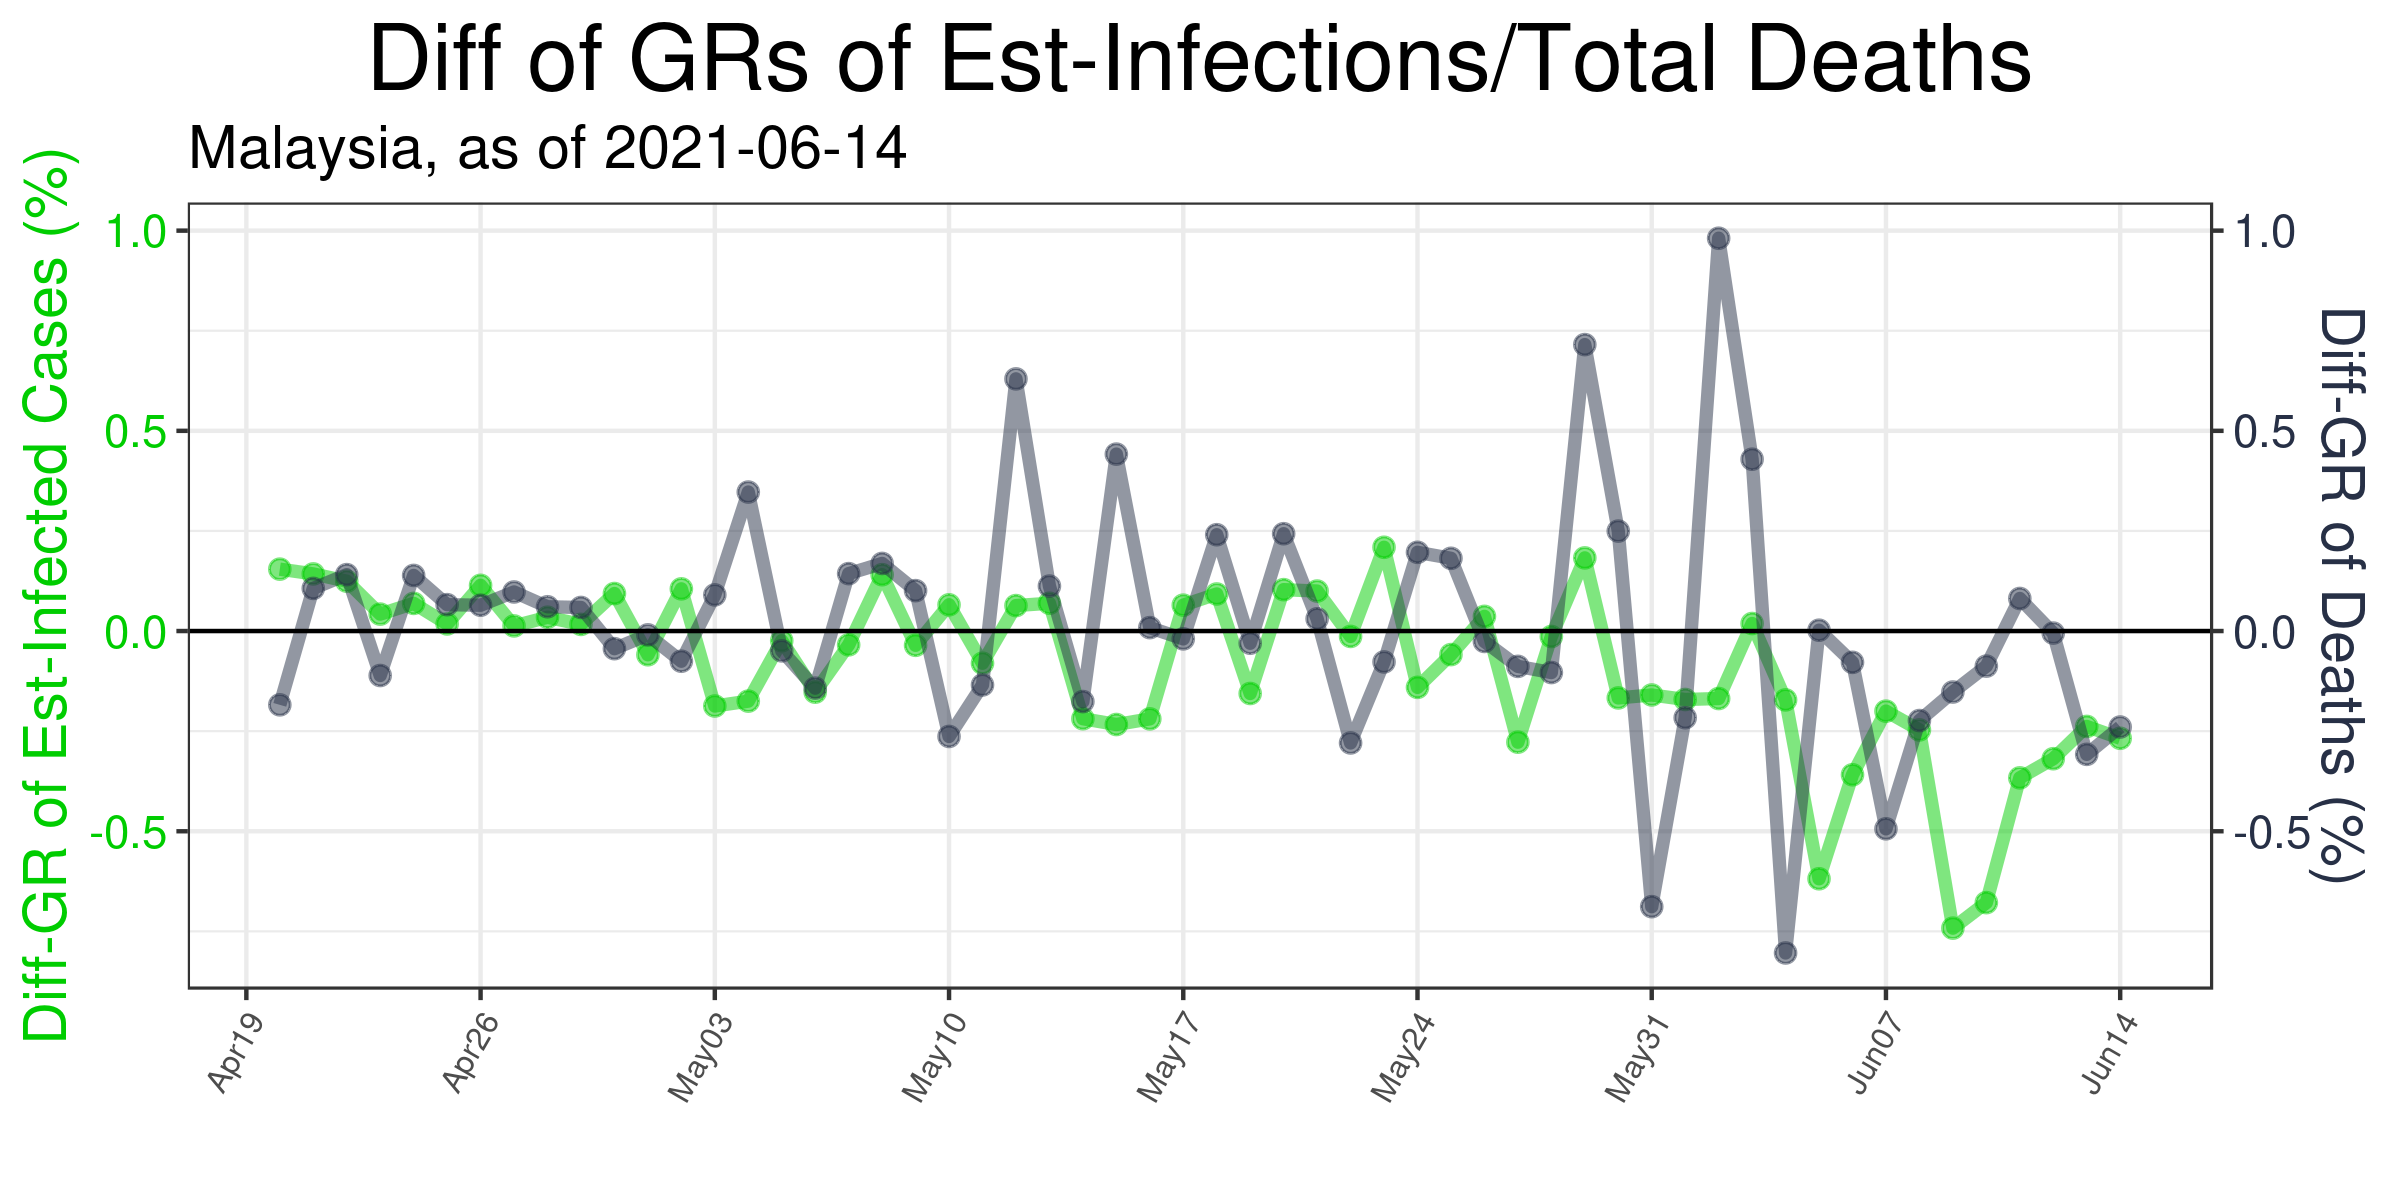 Diff of GRs of Est-Infections/Total Deaths
Malaysia, as of 2021-06-14
Diff-GR of Est-Infected Cases (%)
1.0
0.5
0.0
-0.5
1.0
0.5
0.0
-0.5
Diff-GR of Deaths (%)
Apr19
Apr26
May03
May10
May17
May24
May31
Jun07
Jun14